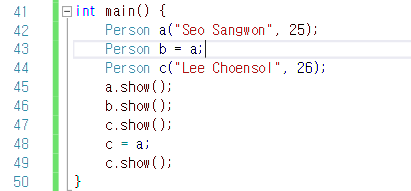 41 int main() {
42 Person a("Seo Sangwon", 25);
43 Person b = a;
44 Person c("Lee Choensol", 26);
45 a.show();
46 b.show();
47 c.show();
48 c = a;
49 c.show();
50 }